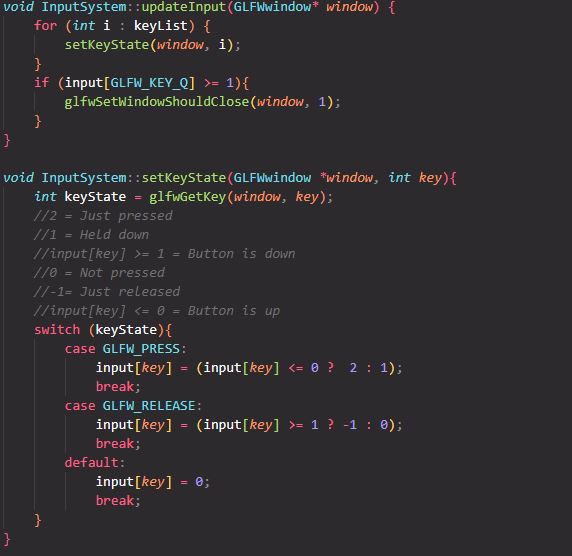 void InputSystem::updateInput(GLFWwindow* window) {
    for (int i : keyList) {
        setKeyState(window, i);
    }
    if (input[GLFW_KEY_Q] >= 1){
        glfwSetWindowShouldClose(window, 1);
    }
}

void InputSystem::setKeyState(GLFWwindow *window, int key){
    int keyState = glfwGetKey(window, key);
    //2 = Just pressed
    //1 = Held down
    //input[key] >= 1 = Button is down
    //0 = Not pressed
    //-1= Just released
    //input[key] <= 0 = Button is up
    switch (keyState){
        case GLFW_PRESS:
            input[key] = (input[key] <= 0 ?  2 : 1);
            break;
        case GLFW_RELEASE:
            input[key] = (input[key] >= 1 ? -1 : 0);
            break;
        default:
            input[key] = 0;
            break;
    }
}